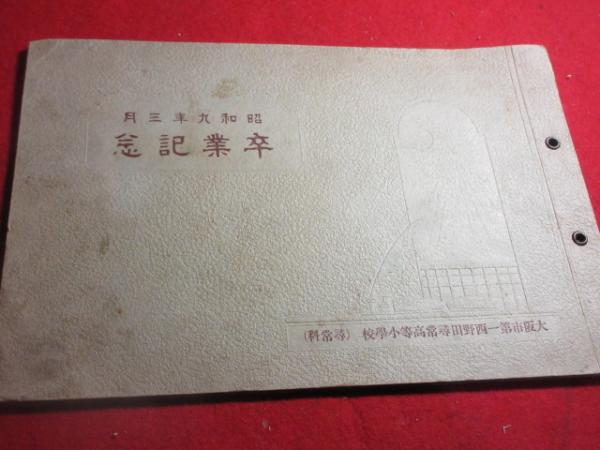 昭和九年三月
卒業記念
大阪市第一西野田尋常高等小學校 (尋常科)